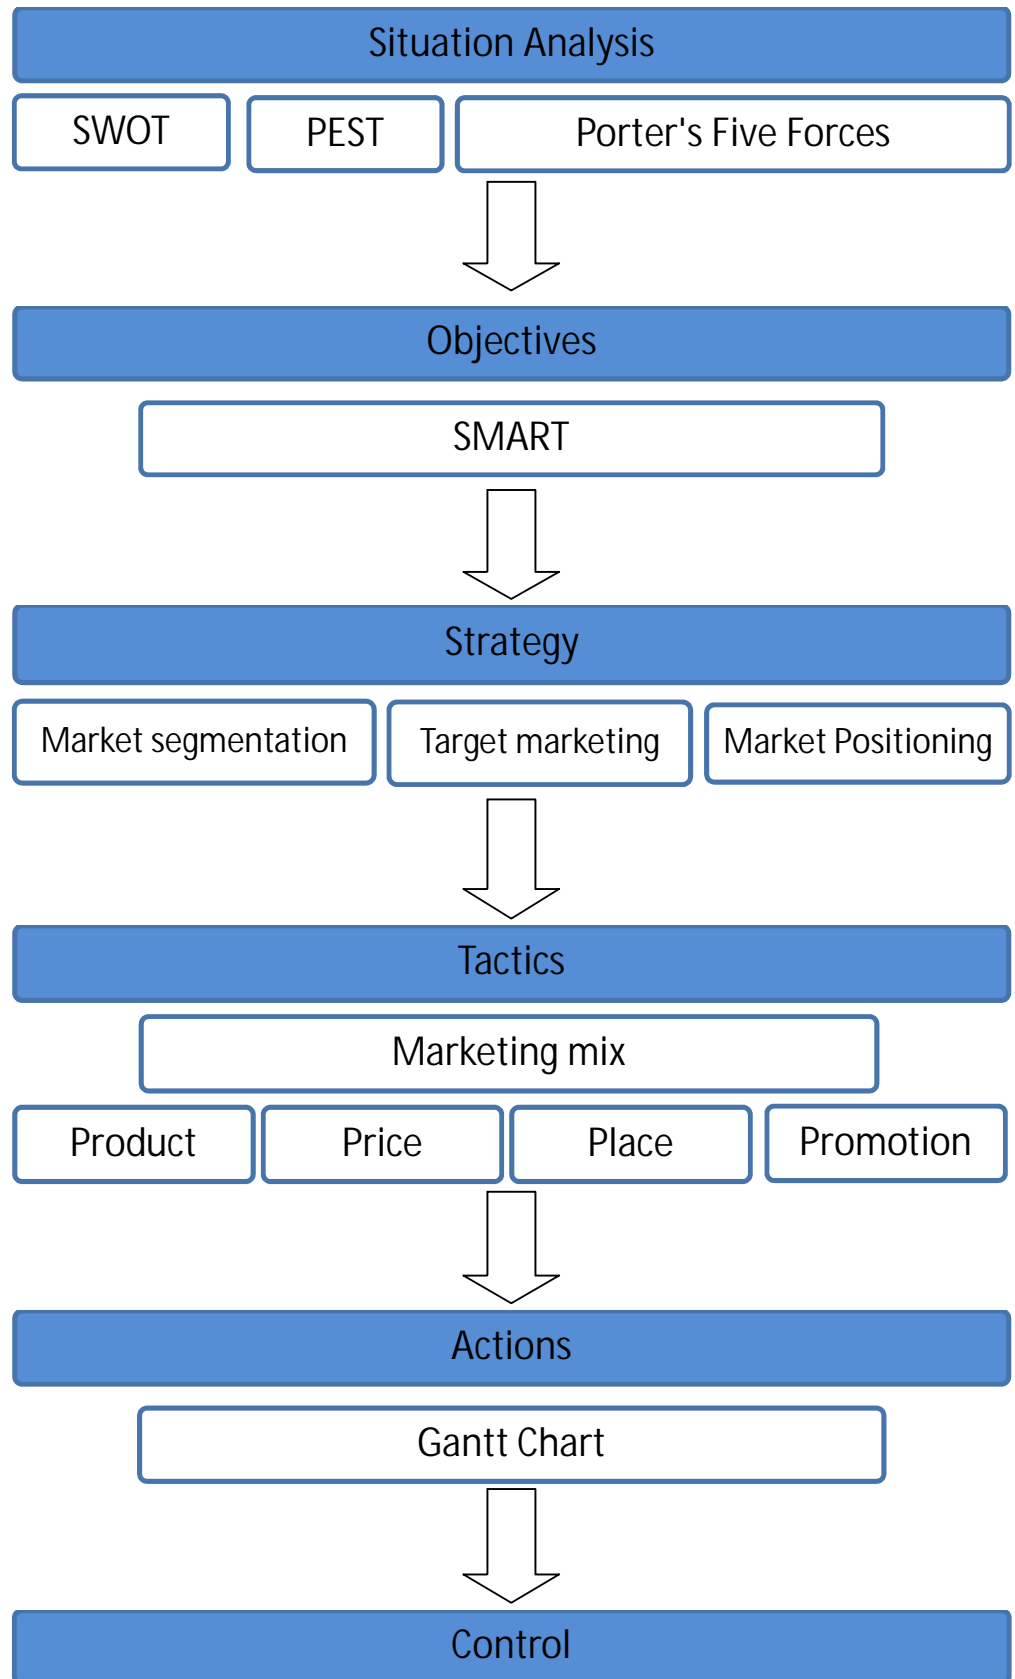 Situation Analysis
SWOT PEST Porter's Five Forces
Objectives
SMART
Strategy
Market segmentation Target marketing Market Positioning
Tactics
Marketing mix
Product Price Place Promotion
Actions
Gantt Chart
Control